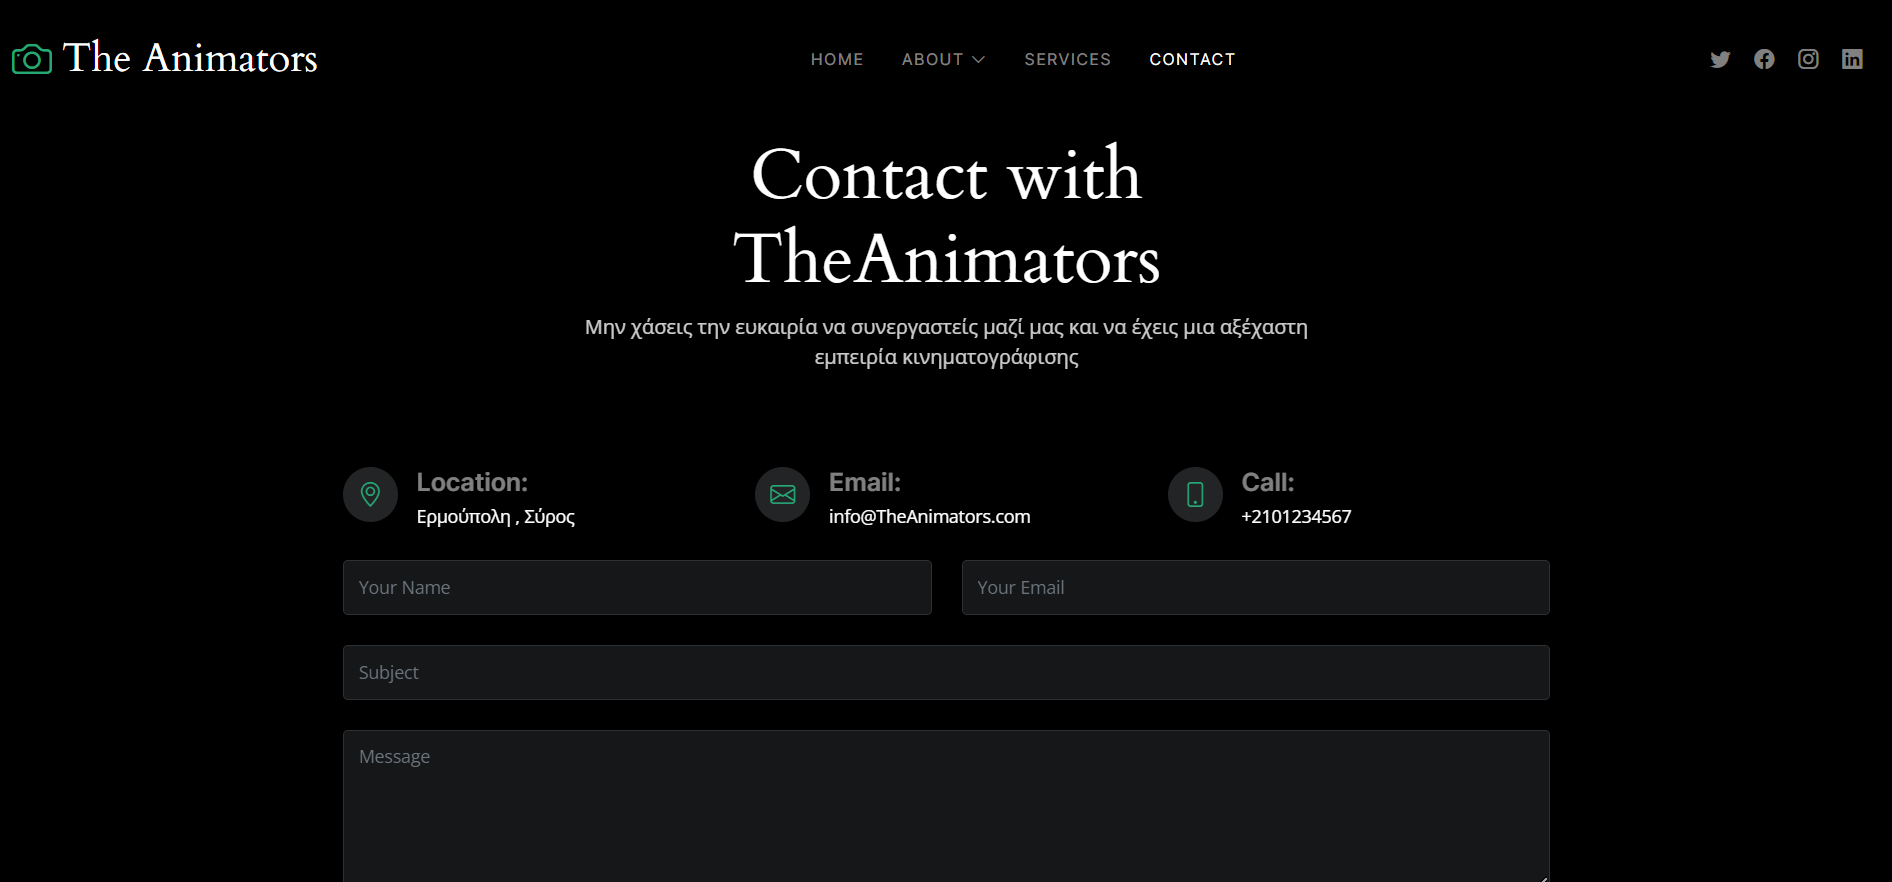 The Animators
HOME ABOUT SERVICES CONTACT
Contact with
TheAnimators
Μην χάσεις την ευκαιρία να συνεργαστείς μαζί μας και να έχεις μια αξέχαστη
εμπειρία κινηματογράφισης
Location:
Ερμούπολη , Σύρος
Email:
info@TheAnimators.com
Call:
+2101234567
Your Name
Your Email
Subject
Message